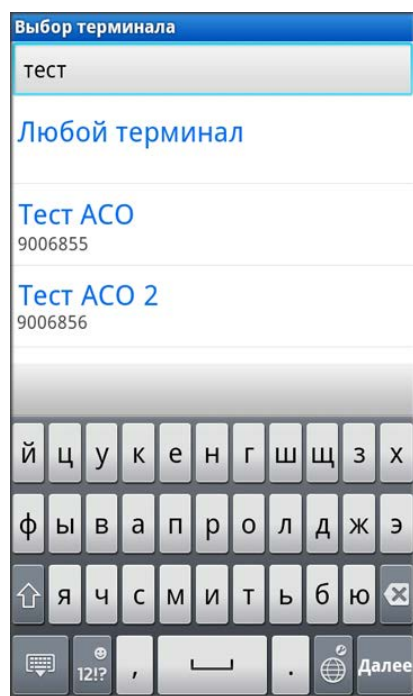 Выбор терминала
тест
Любой терминал
Тест АСО
9006855
Тест АСО 2
9006856
й ц у к е н г ш щ з х
ф ы в а п р о л д ж э
я ч с м и т ь б ю
12!? , . Далее